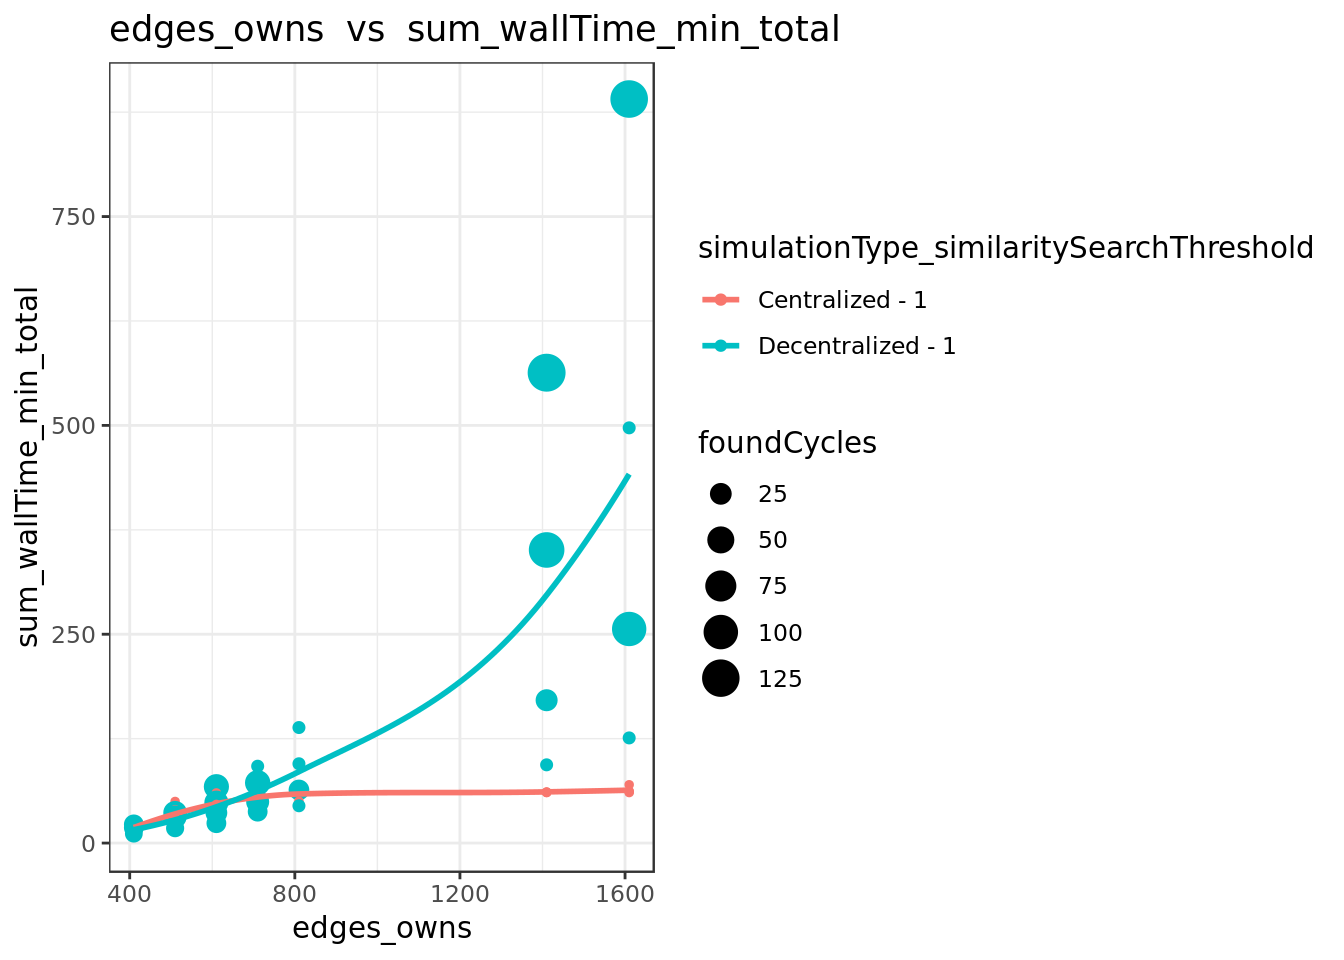 edges_owns vs sum_wallTime_min_total
sum_wallTime_min_total
750
500
250
0
400 800 1200 1600
edges_owns
simulationType_similaritySearchThreshold
Centralized - 1
Decentralized - 1
foundCycles
25
50
75
100
125